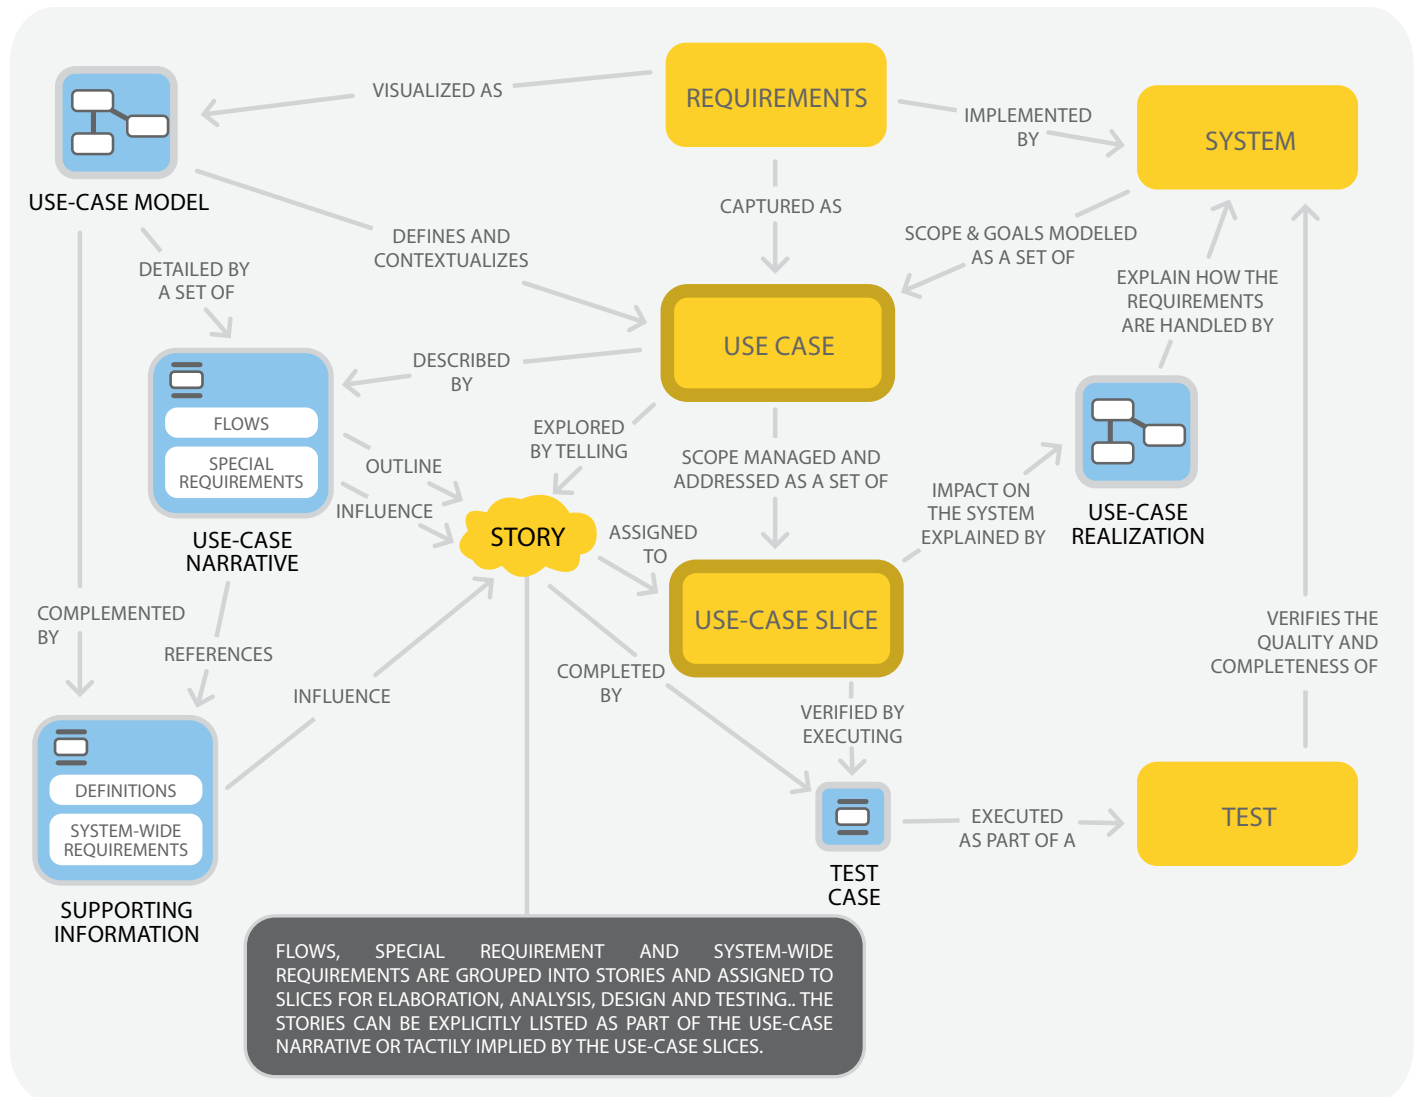 REQUIREMENTS
VISUALIZED AS
IMPLEMENTED
BY
SYSTEM
USE-CASE MODEL
CAPTURED AS
DEFINES AND
CONTEXTUALIZES
SCOPE & GOALS MODELED
AS A SET OF
DETAILED BY
A SET OF
EXPLAIN HOW THE
REQUIREMENTS
ARE HANDLED BY
USE CASE
DESCRIBED
BY
FLOWS
SPECIAL
REQUIREMENTS
USE-CASE
NARRATIVE
EXPLORED
BY TELLING
OUTLINE
INFLUENCE
SCOPE MANAGED AND
ADDRESSED AS A SET OF
IMPACT ON
THE SYSTEM
EXPLAINED BY
USE-CASE
REALIZATION
STORY
ASSIGNED
TO
USE-CASE SLICE
COMPLEMENTED
BY
REFERENCES
INFLUENCE
COMPLETED
BY
VERIFIED BY
EXECUTING
VERIFIES THE
QUALITY AND
COMPLETENESS OF
DEFINITIONS
SYSTEM-WIDE
REQUIREMENTS
SUPPORTING
INFORMATION
TEST
CASE
EXECUTED
AS PART OF A
TEST
FLOWS, SPECIAL REQUIREMENT AND SYSTEM-WIDE
REQUIREMENTS ARE GROUPED INTO STORIES AND ASSIGNED TO
SLICES FOR ELABORATION, ANALYSIS, DESIGN AND TESTING.. THE
STORIES CAN BE EXPLICITLY LISTED AS PART OF THE USE-CASE
NARRATIVE OR TACTILY IMPLIED BY THE USE-CASE SLICES.